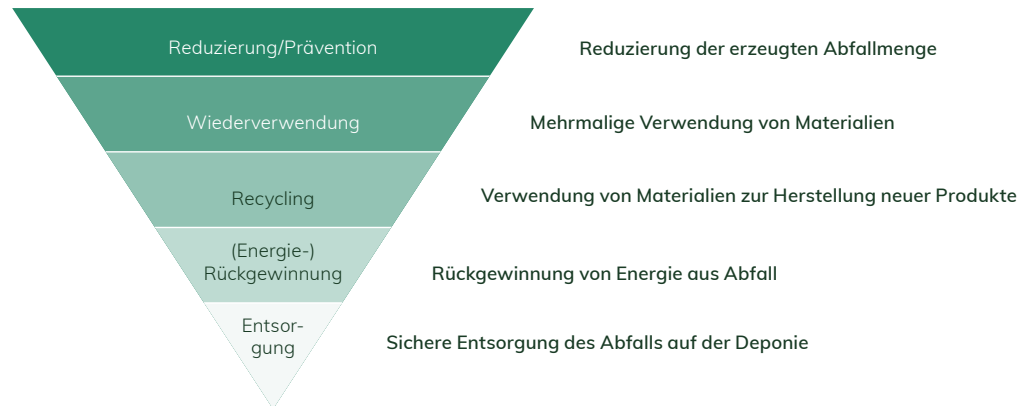 Reduzierung/Prävention
Reduzierung der erzeugten Abfallmenge
Wiederverwendung
Mehrmalige Verwendung von Materialien
Recycling
Verwendung von Materialien zur Herstellung neuer Produkte
(Energie-)
Rückgewinnung
Rückgewinnung von Energie aus Abfall
Entsor-
gung
Sichere Entsorgung des Abfalls auf der Deponie